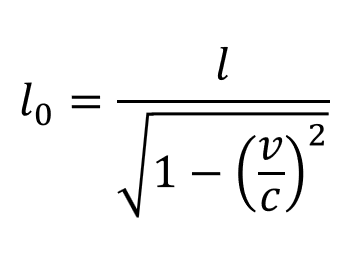 l₀ = l / √(1 − (v/c)²)